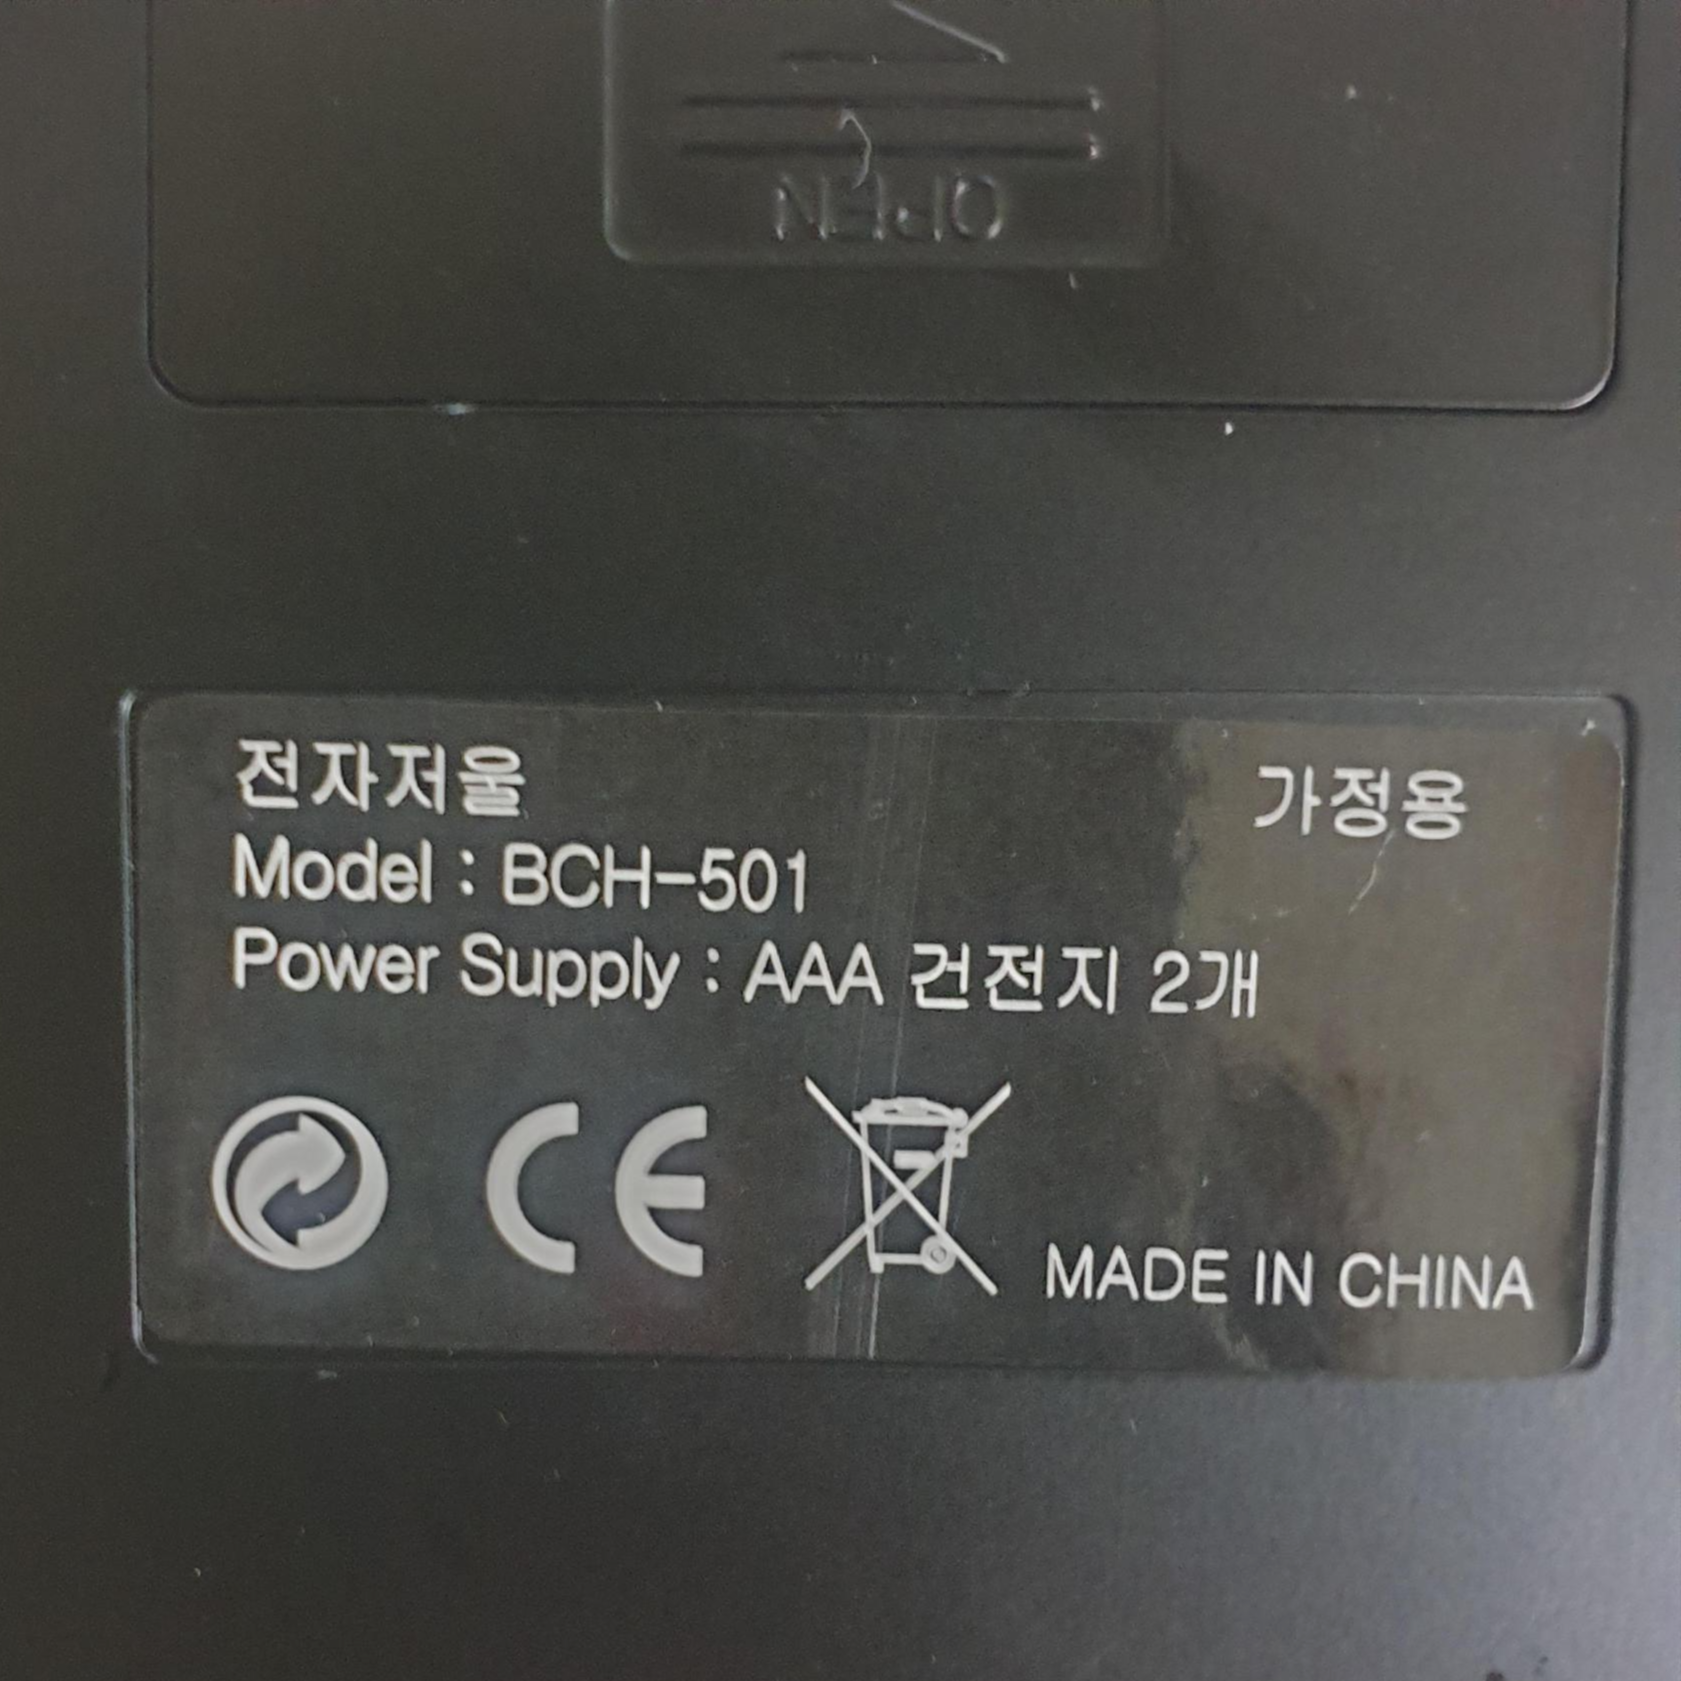 OPEN
전자저울 가정용
Model : BCH-501
Power Supply : AAA 건전지 2개
CE
MADE IN CHINA